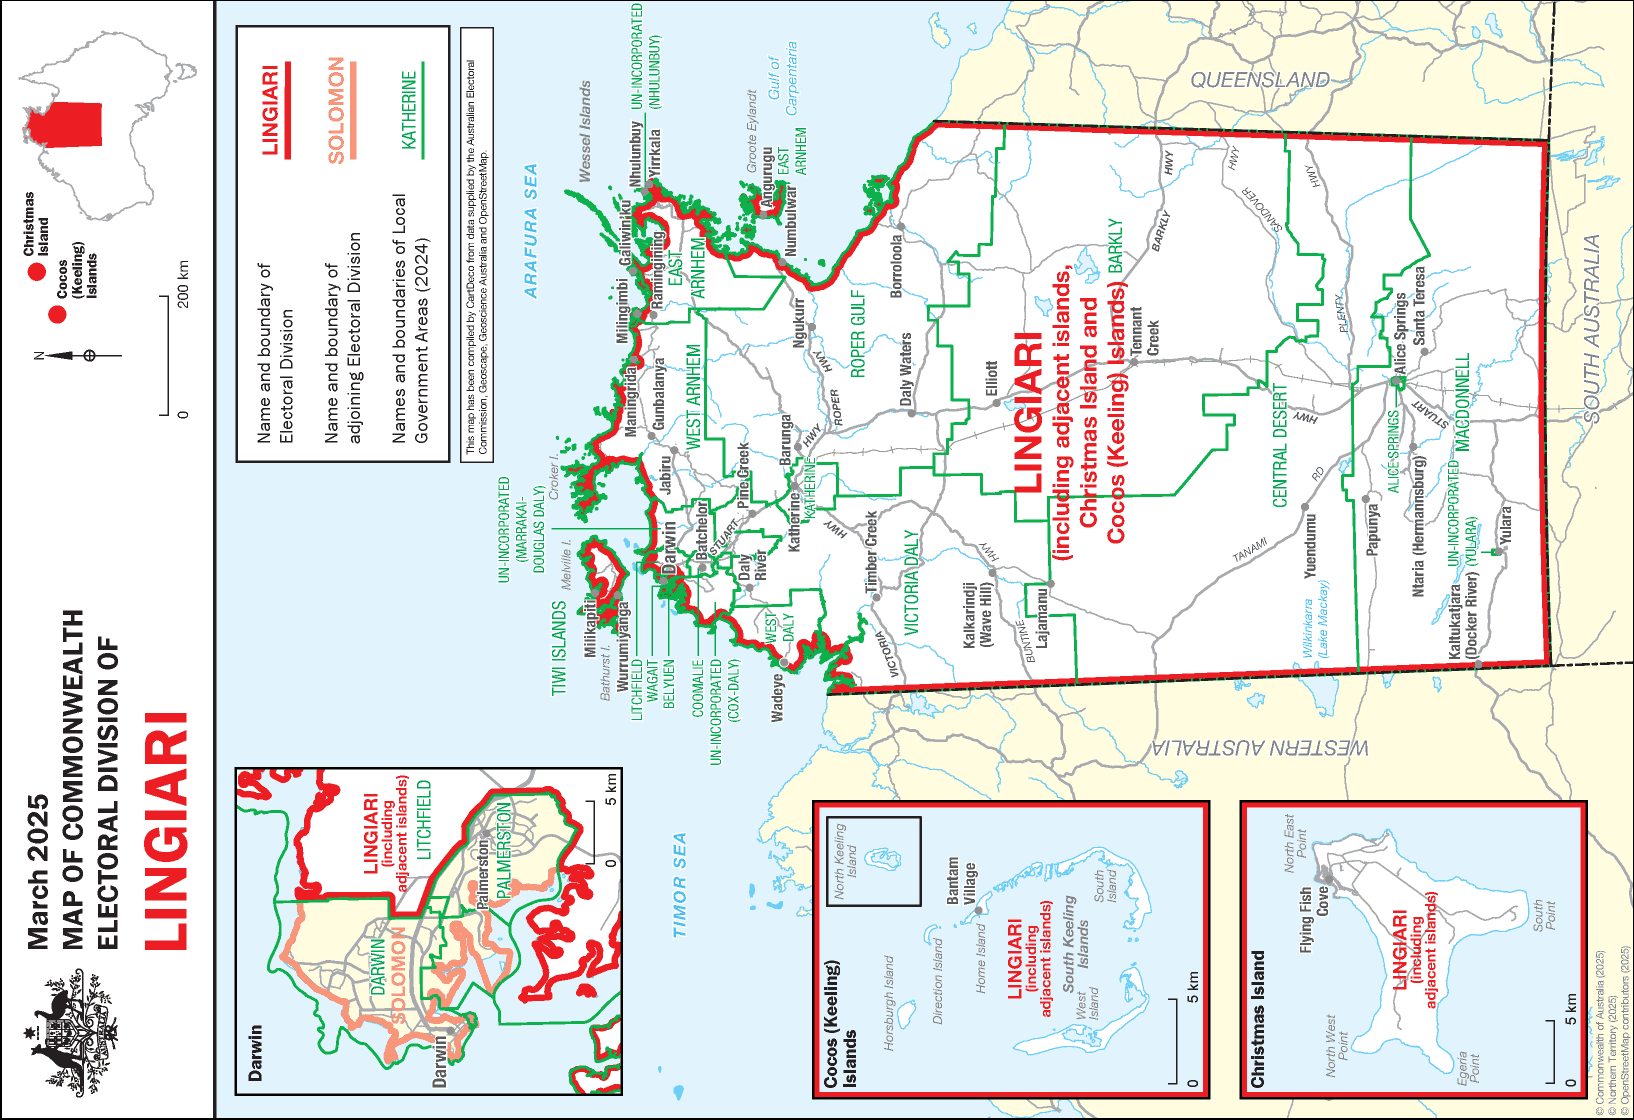 March 2025
MAP OF COMMONWEALTH
ELECTORAL DIVISION OF
LINGIARI
N
0
200 km
Christmas
Island
Cocos
(Keeling)
Islands
Name and boundary of
Electoral Division
LINGIARI
Name and boundary of
adjoining Electoral Division
SOLOMON
Names and boundaries of Local
Government Areas (2024)
KATHERINE
This map has been compiled by CartDeco from data supplied by the Australian Electoral
Commission, Geoscape, Geoscience Australia and OpenStreetMap.
Darwin
LINGIARI
(including
adjacent islands)
LITCHFIELD
DARWIN
SOLOMON
Palmerston
PALMERSTON
Darwin
0
5 km
ARAFURA SEA
TIMOR SEA
Wessel Islands
Gulf of
Carpentaria
Groote Eylandt
Croker I.
Melville I.
Bathurst I.
UN-INCORPORATED
(NHULUNBUY)
UN-INCORPORATED
(MARRAKAI-
DOUGLAS DALY)
TIWI ISLANDS
Milikapiti
Wurrumiyanga
LITCHFIELD
WAGAIT
BELYUEN
COOMALIE
UN-INCORPORATED
(COX-DALY)
Nhulunbuy
Yirrkala
Galiwinku
Ramingining
Milingimbi
Maningrida
Gunbalanya
EAST
ARNHEM
Angurugu
Numbulwar
EAST
ARNHEM
WEST ARNHEM
Jabiru
Darwin
Batchelor
STUART
Pine Creek
Daly
River
WEST
DALY
Wadeye
Barunga
Katherine
KATHERINE
HWY
HWY
ROPER
HWY
Ngukurr
ROPER GULF
Borroloola
Daly Waters
Timber Creek
VICTORIA
HWY
VICTORIA DALY
Kalkarindji
(Wave Hill)
BUNTINE
HWY
Lajamanu
Elliott
LINGIARI
(including adjacent islands,
Christmas Island and
Cocos (Keeling) Islands)
BARKLY
BARKLY
HWY
Tennant
Creek
SANDOVER
HWY
PLENTY
HWY
QUEENSLAND
CENTRAL DESERT
HWY
TANAMI
RD
Yuendumu
Wilkinkarra
(Lake Mackay)
Papunya
ALICE SPRINGS
Alice Springs
Santa Teresa
STUART
Ntaria (Hermannsburg)
MACDONNELL
UN-INCORPORATED
(YULARA)
Yulara
Kaltukatjara
(Docker River)
WESTERN AUSTRALIA
SOUTH AUSTRALIA
Cocos (Keeling)
Islands
North Keeling
Island
Horsburgh Island
Direction Island
Home Island
Bantam
Village
LINGIARI
(including
adjacent islands)
South Keeling
Islands
West
Island
South
Island
0
5 km
Christmas Island
North East
Point
Flying Fish
Cove
North West
Point
LINGIARI
(including
adjacent islands)
Egeria
Point
South
Point
0
5 km
© Commonwealth of Australia (2025)
© Northern Territory (2025)
© OpenStreetMap contributors (2025)